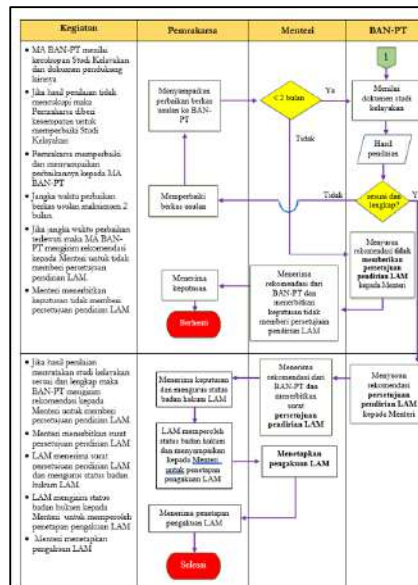 Kegiatan
Pemrakarsa
Menteri
BAN-PT
• MA BAN-PT menilai
kecukupan Studi Kelayakan
dan dokumen pendukung
lainnya
• Jika hasil penilaian tidak
mencukupi maka
Pemrakarsa diberi
kesempatan untuk
memperbaiki Studi
Kelayakan
• Pemrakarsa memperbaiki
dan menyampaikan
perbaikannya kepada MA
BAN-PT
• Jangka waktu perbaikan
berkas usulan maksimum 2
bulan.
• Jika jangka waktu perbaikan
terlewati maka MA BAN-
PT mengirim rekomendasi
kepada Menteri untuk tidak
memberi persetujuan
pendirian LAM.
• Menteri menerbitkan
keputusan tidak memberi
persetujuan pendirian LAM.
Menyampaikan
perbaikan berkas
usulan ke BAN-
PT
Memperbaiki
berkas usulan
Menerima
keputusan
Berhenti
< 2 bulan
Ya
Tidak
Tidak
Menerima
rekomendasi dari
BAN-PT dan
menerbitkan
keputusan tidak
memberi persetujuan
pendirian LAM
1
Menilai
dokumen studi
kelayakan
Hasil
penilaian
sesuai dan
lengkap?
Y
Menyusun
rekomendasi tidak
memberikan
persetujuan
pendirian LAM
kepada Menteri
• Jika hasil penilaian
menyatakan studi kelayakan
sesuai dan lengkap maka
BAN-PT mengirim
rekomendasi kepada
Menteri untuk memberi
persetujuan pendirian LAM.
• Menteri menerbitkan surat
persetujuan pendirian LAM
• LAM menerima surat
persetujuan pendirian LAM
dan mengurus status badan
hukum LAM.
• LAM mengirim status
badan hukum kepada
Menteri untuk memperoleh
penetapan pengakuan LAM.
• Menteri menetapkan
pengakuan LAM
Menerima keputusan
dan mengurus status
badan hukum LAM
LAM memperoleh
status badan hukum
dan menyampaikan
kepada Menteri
untuk penetapan
pengakuan LAM
Menerima penetapan
pengakuan LAM
Selesai
Menerima
rekomendasi dari
BAN-PT dan
menerbitkan
surat
persetujuan
pendirian LAM
Menetapkan
pengakuan LAM
Menyusun
rekomendasi
persetujuan
pendirian LAM
kepada Menteri